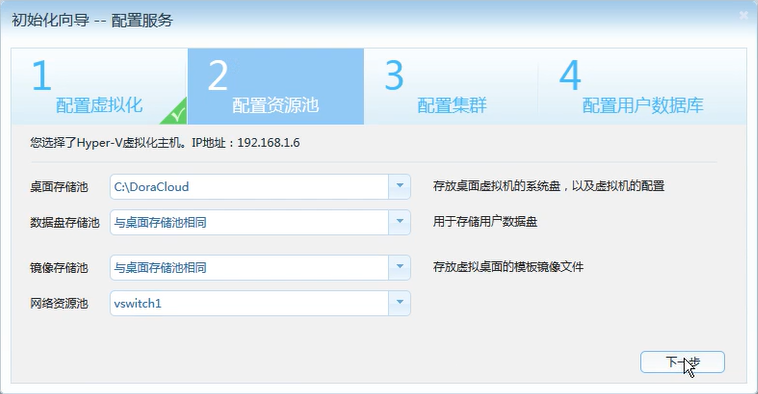 初始化向导 -- 配置服务
1 配置虚拟化
2 配置资源池
3 配置集群
4 配置用户数据库
您选择了Hyper-V虚拟化主机。IP地址：192.168.1.6
桌面存储池 C:\DoraCloud 存放桌面虚拟机的系统盘，以及虚拟机的配置
数据盘存储池 与桌面存储池相同 用于存储用户数据盘
镜像存储池 与桌面存储池相同 存放虚拟桌面的模板镜像文件
网络资源池 vswitch1
下一步